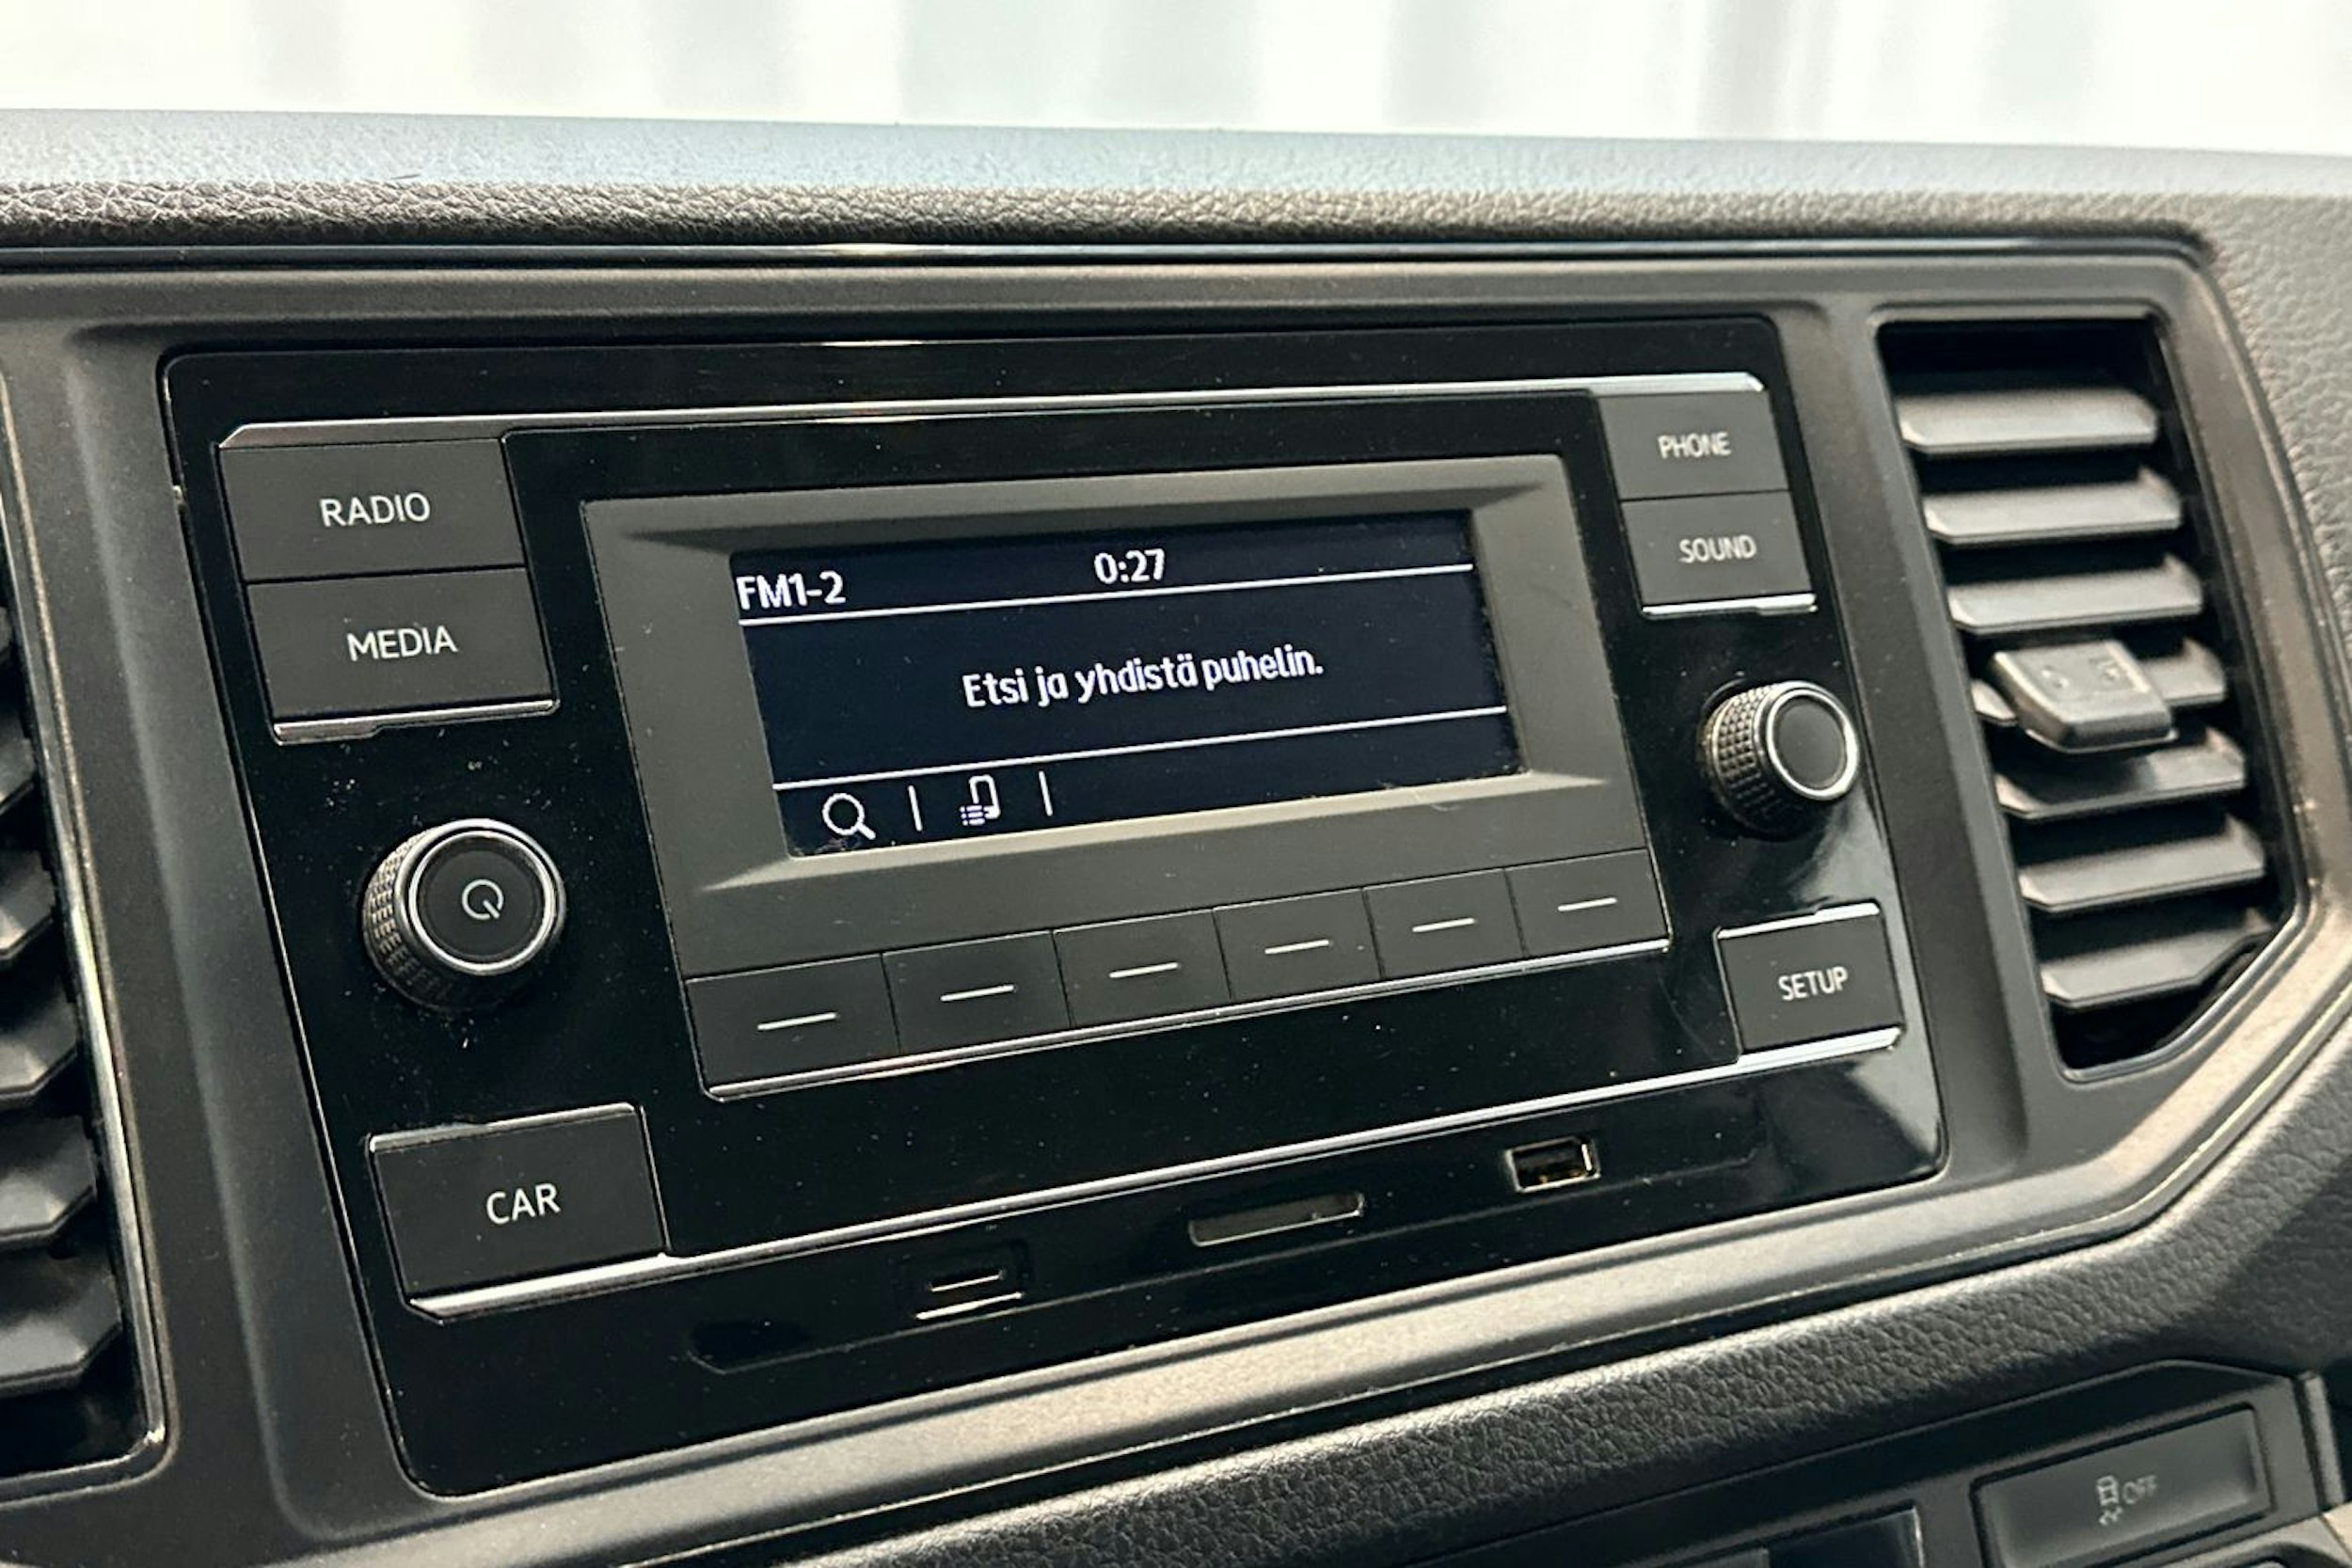 RADIO
MEDIA
PHONE
SOUND
FM1-2 0:27
Etsi ja yhdistä puhelin.
SETUP
CAR
OFF